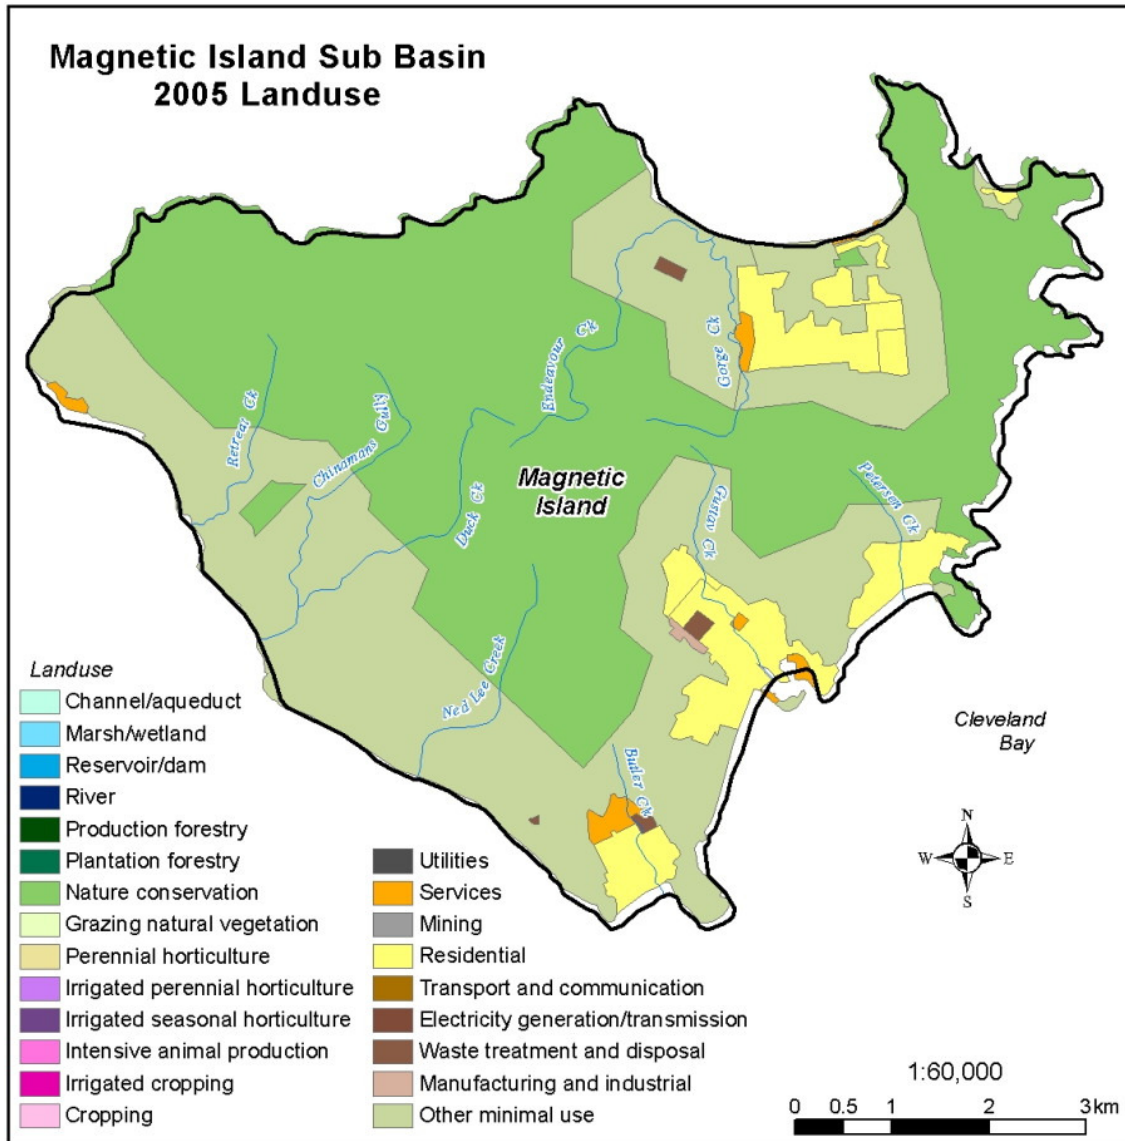 Magnetic Island Sub Basin
2005 Landuse
Endeavour Ck
Gorge Ck
Retreat Ck
Chinamans Gully
Duck Ck
Magnetic
Island
Gustav Ck
Petersen Ck
Ned Lee Creek
Butler Ck
Cleveland
Bay
N
W
E
S
Landuse
Channel/aqueduct
Marsh/wetland
Reservoir/dam
River
Production forestry
Plantation forestry
Nature conservation
Grazing natural vegetation
Perennial horticulture
Irrigated perennial horticulture
Irrigated seasonal horticulture
Intensive animal production
Irrigated cropping
Cropping
Utilities
Services
Mining
Residential
Transport and communication
Electricity generation/transmission
Waste treatment and disposal
Manufacturing and industrial
Other minimal use
1:60,000
0 0.5 1 2 3 km